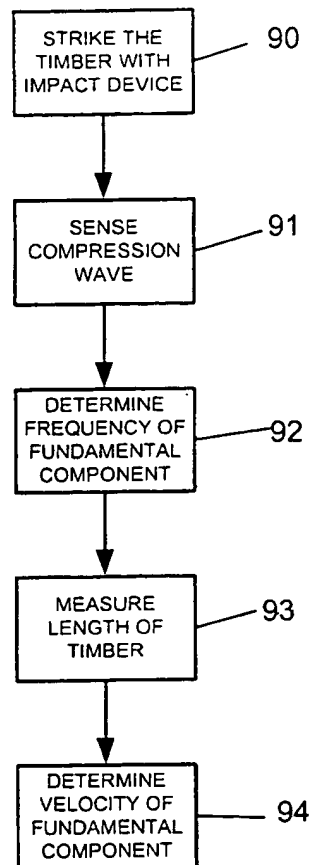 STRIKE THE
TIMBER WITH
IMPACT DEVICE
90
SENSE
COMPRESSION
WAVE
91
DETERMINE
FREQUENCY OF
FUNDAMENTAL
COMPONENT
92
MEASURE
LENGTH OF
TIMBER
93
DETERMINE
VELOCITY OF
FUNDAMENTAL
COMPONENT
94